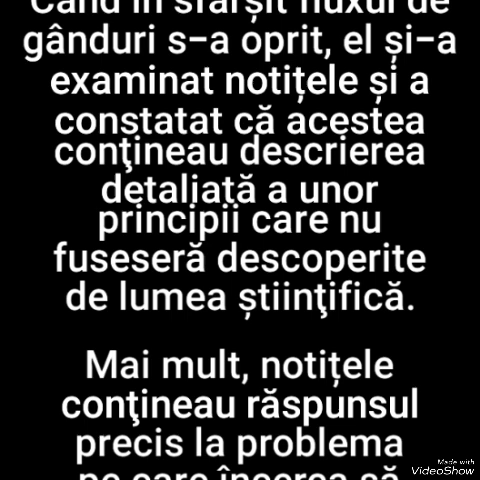 Când în sfârșit fluxul de
gânduri s-a oprit, el și-a
examinat notițele și a
constatat că acestea
conţineau descrierea
detaliată a unor
principii care nu
fuseseră descoperite
de lumea științifică.
Mai mult, notițele
conţineau răspunsul
precis la problema
pe care încerca să
Made with
VideoShow